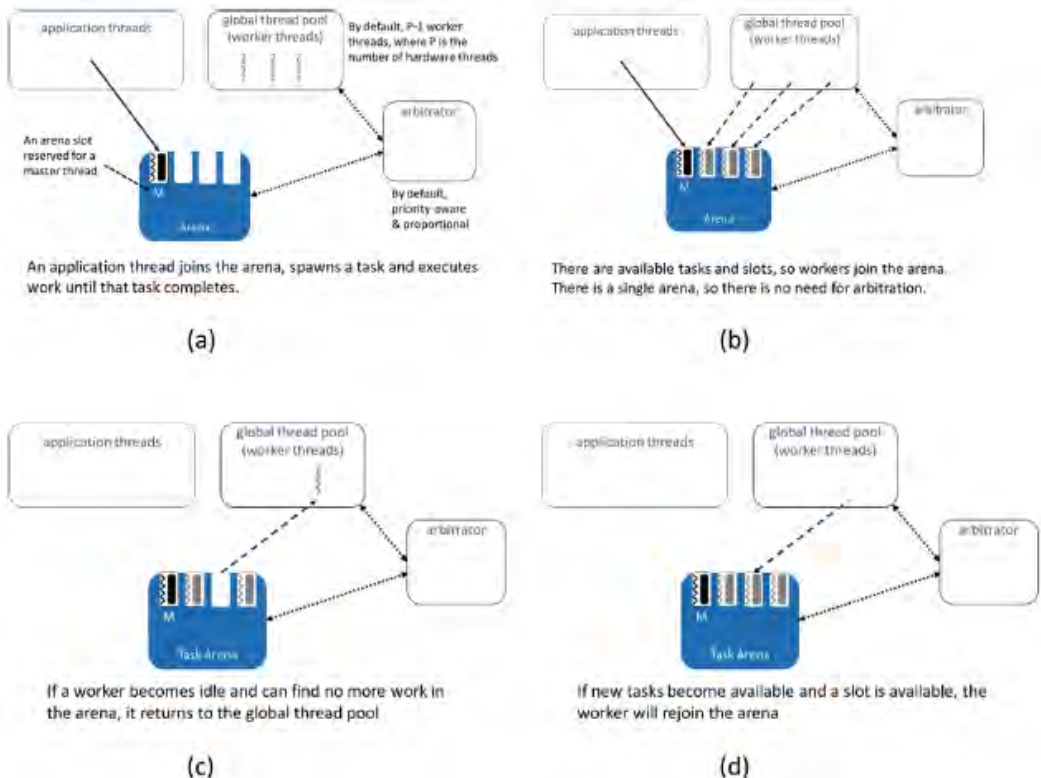 application threads
global thread pool
(worker threads)
By default, P-1 worker
threads, where P is the
number of hardware threads
arbitrator
An arena slot
reserved for a
master thread
M
Arena
By default,
priority-aware
& proportional
An application thread joins the arena, spawns a task and executes
work until that task completes.
(a)
application threads
global thread pool
(worker threads)
arbitrator
M
Arena
There are available tasks and slots, so workers join the arena.
There is a single arena, so there is no need for arbitration.
(b)
application threads
global thread pool
(worker threads)
arbitrator
M
Task Arena
If a worker becomes idle and can find no more work in
the arena, it returns to the global thread pool
(c)
application threads
global thread pool
(worker threads)
arbitrator
M
Task Arena
If new tasks become available and a slot is available, the
worker will rejoin the arena
(d)